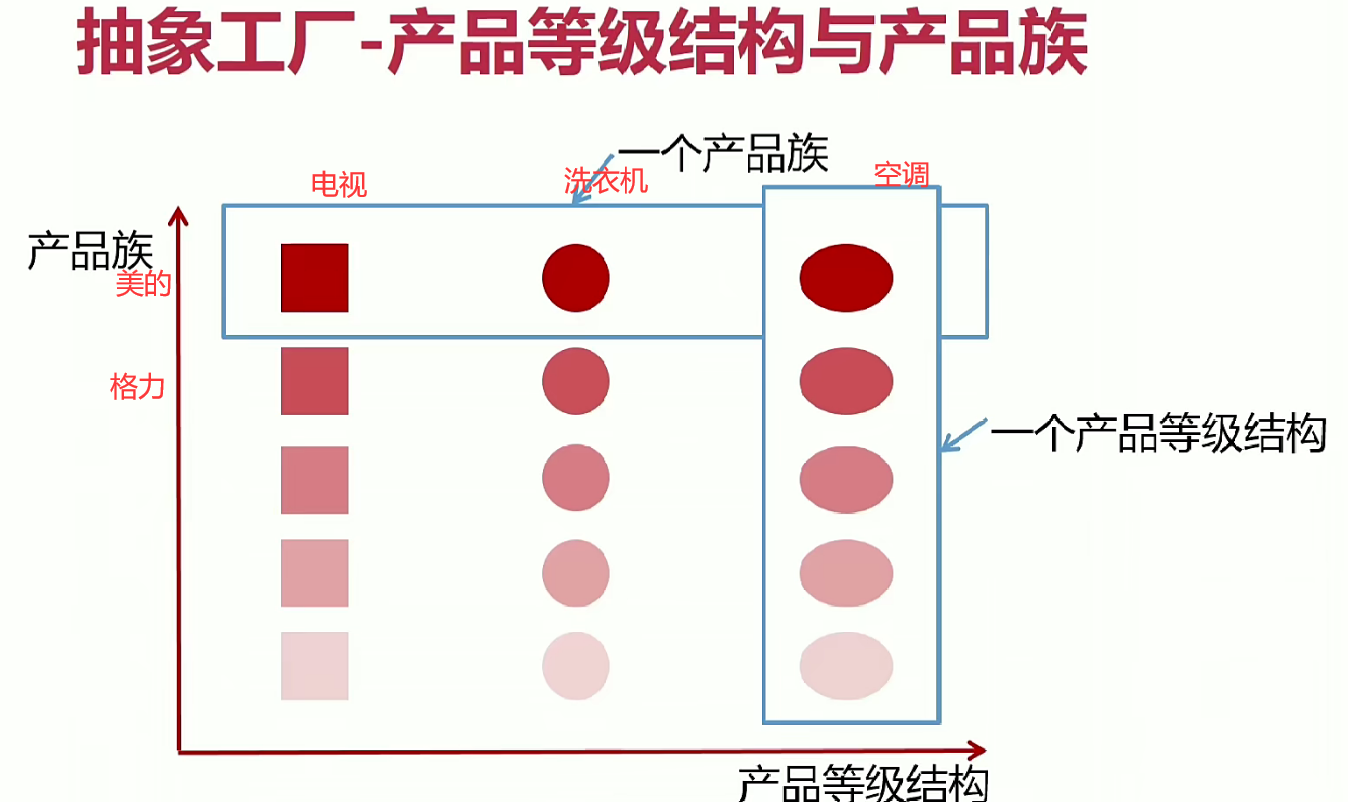 抽象工厂-产品等级结构与产品族
一个产品族
电视
洗衣机
空调
产品族
美的
格力
一个产品等级结构
产品等级结构